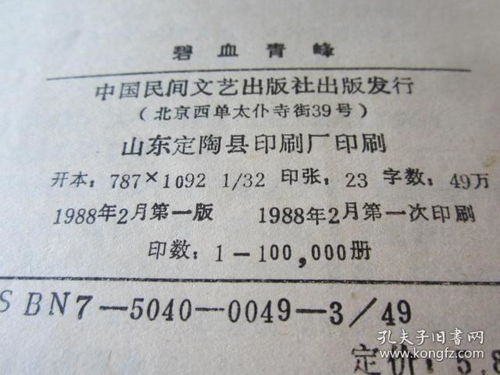 碧血青峰
中国民间文艺出版社出版发行
(北京西单太仆寺街39号)
山东定陶县印刷厂印刷
开本：787×1092 1/32 印张：23 字数：49万
1988年2月第一版 1988年2月第一次印刷
印数：1—100,000册
SBN7—5040—0049—3/49
定价：5.8
孔夫子旧书网
www.kongfz.com